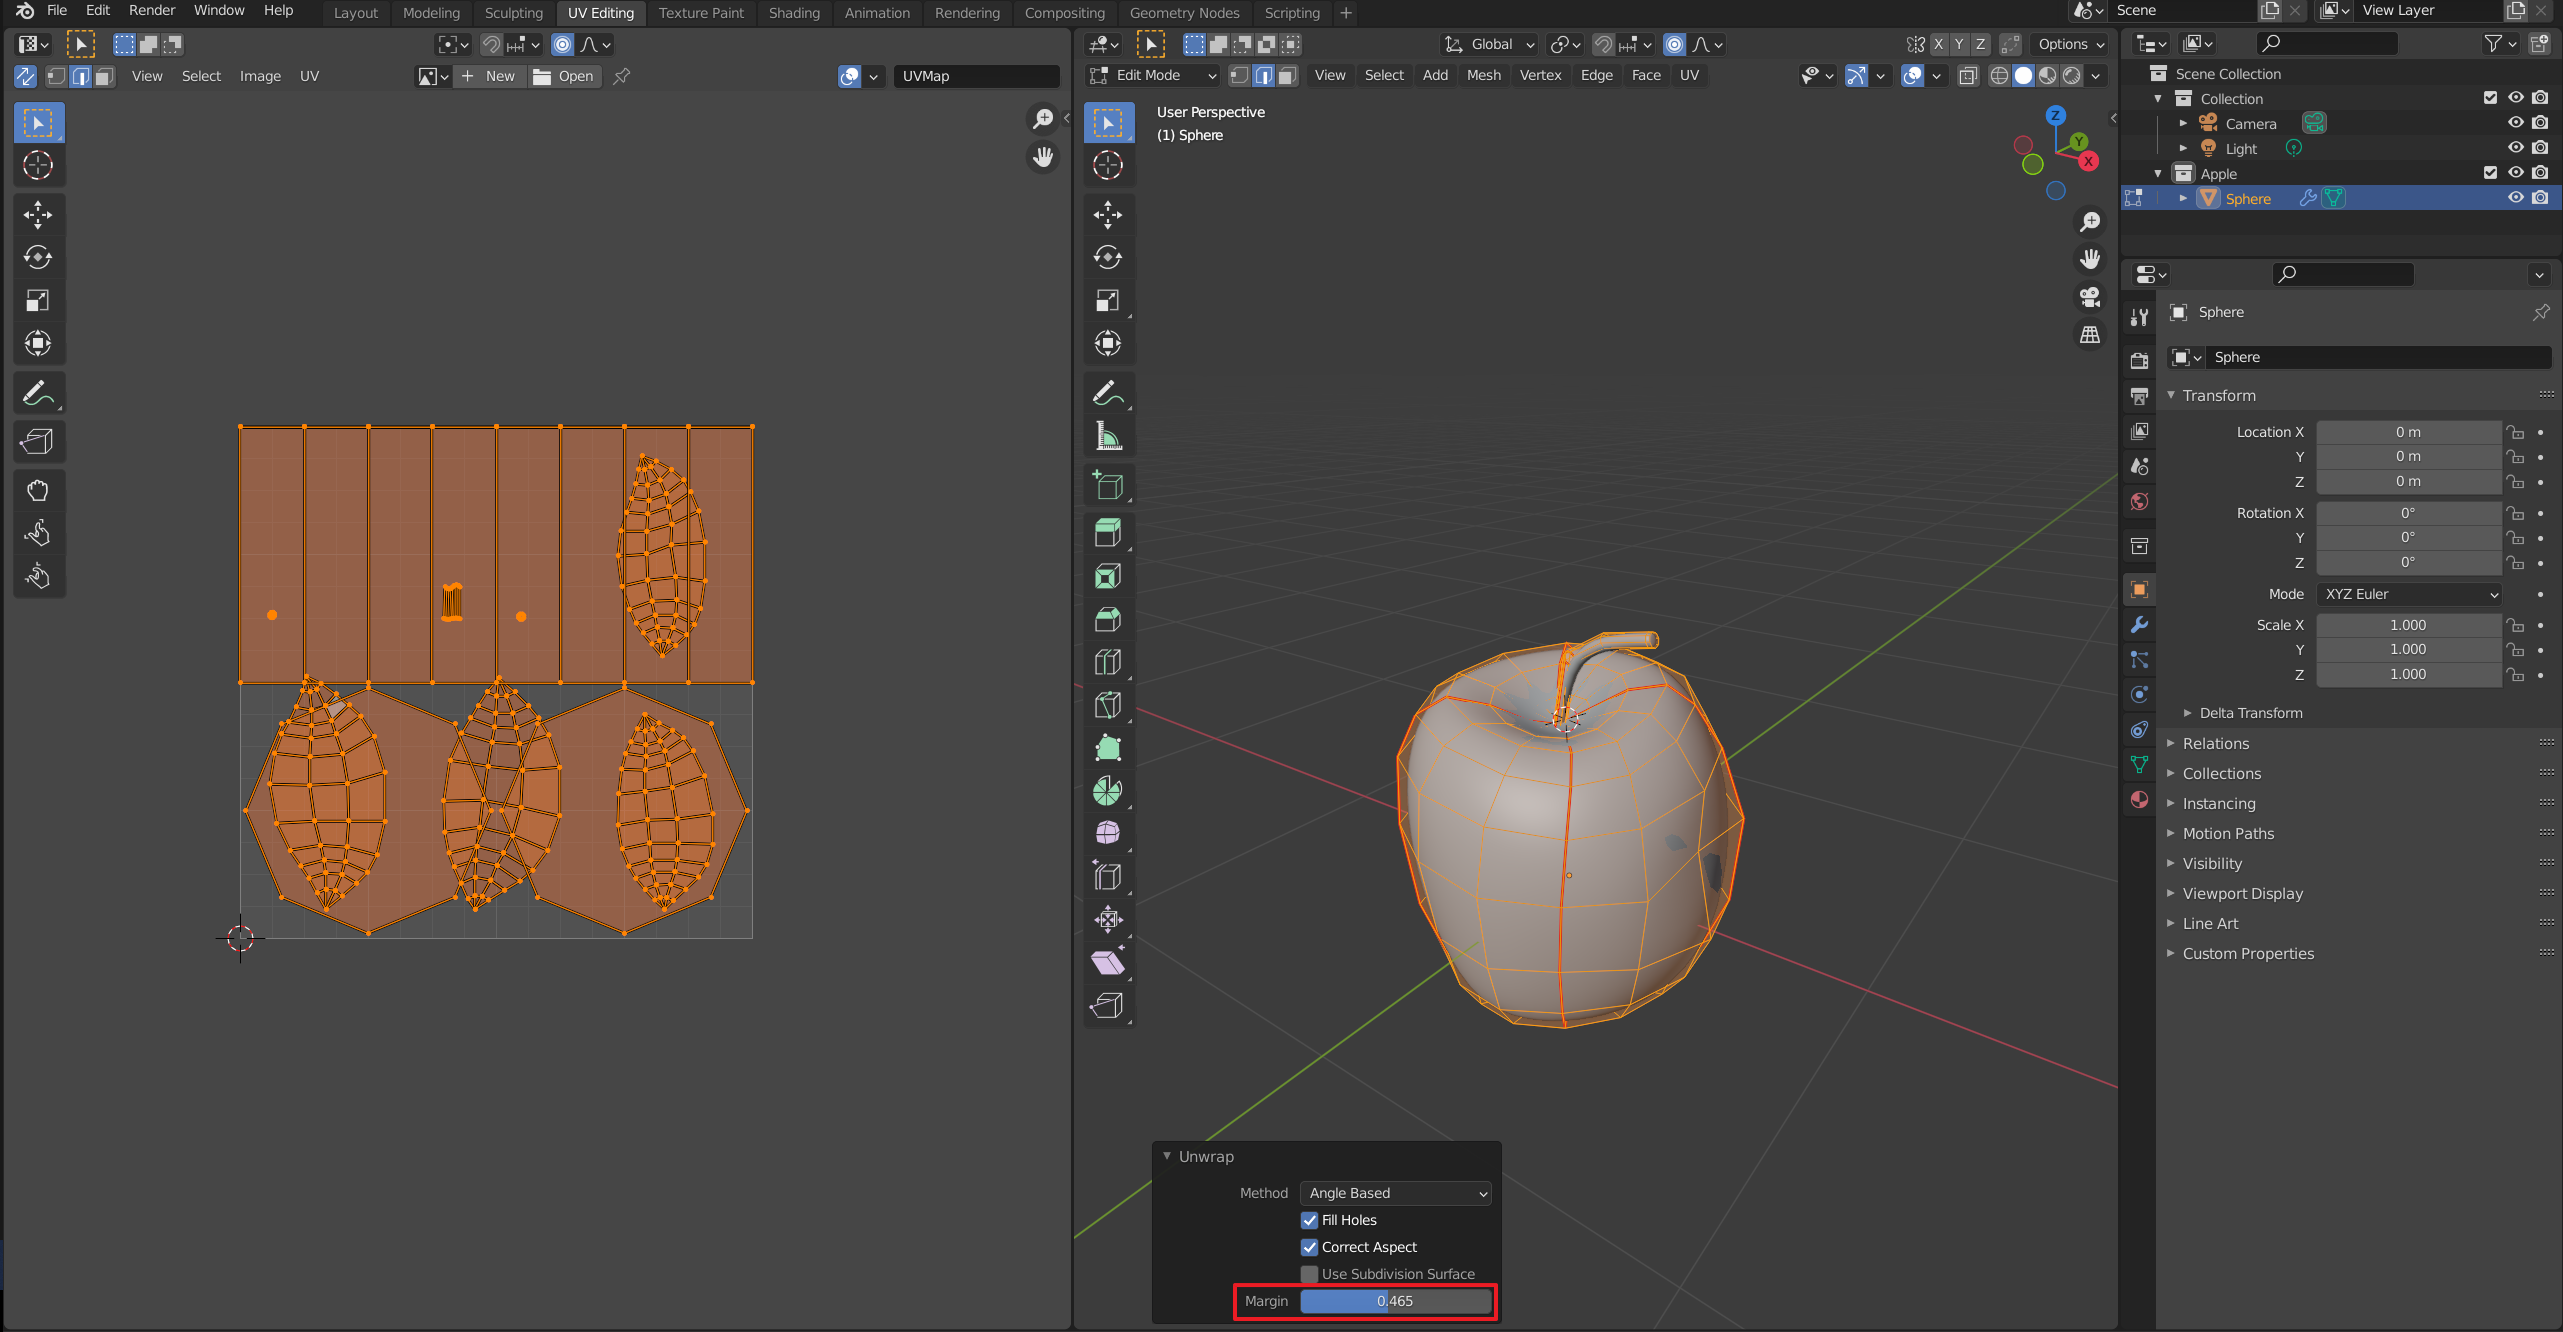 File Edit Render Window Help Layout Modeling Sculpting UV Editing Texture Paint Shading Animation Rendering Compositing Geometry Nodes Scripting + Scene View Layer
Global X Y Z Options
View Select Image UV + New Open UVMap Edit Mode View Select Add Mesh Vertex Edge Face UV
User Perspective
(1) Sphere
Z
Y
X
Scene Collection
Collection
Camera
Light
Apple
Sphere
Sphere
Sphere
Transform
Location X 0 m
Y 0 m
Z 0 m
Rotation X 0°
Y 0°
Z 0°
Mode XYZ Euler
Scale X 1.000
Y 1.000
Z 1.000
Delta Transform
Relations
Collections
Instancing
Motion Paths
Visibility
Viewport Display
Line Art
Custom Properties
Unwrap
Method Angle Based
Fill Holes
Correct Aspect
Use Subdivision Surface
Margin 0.465